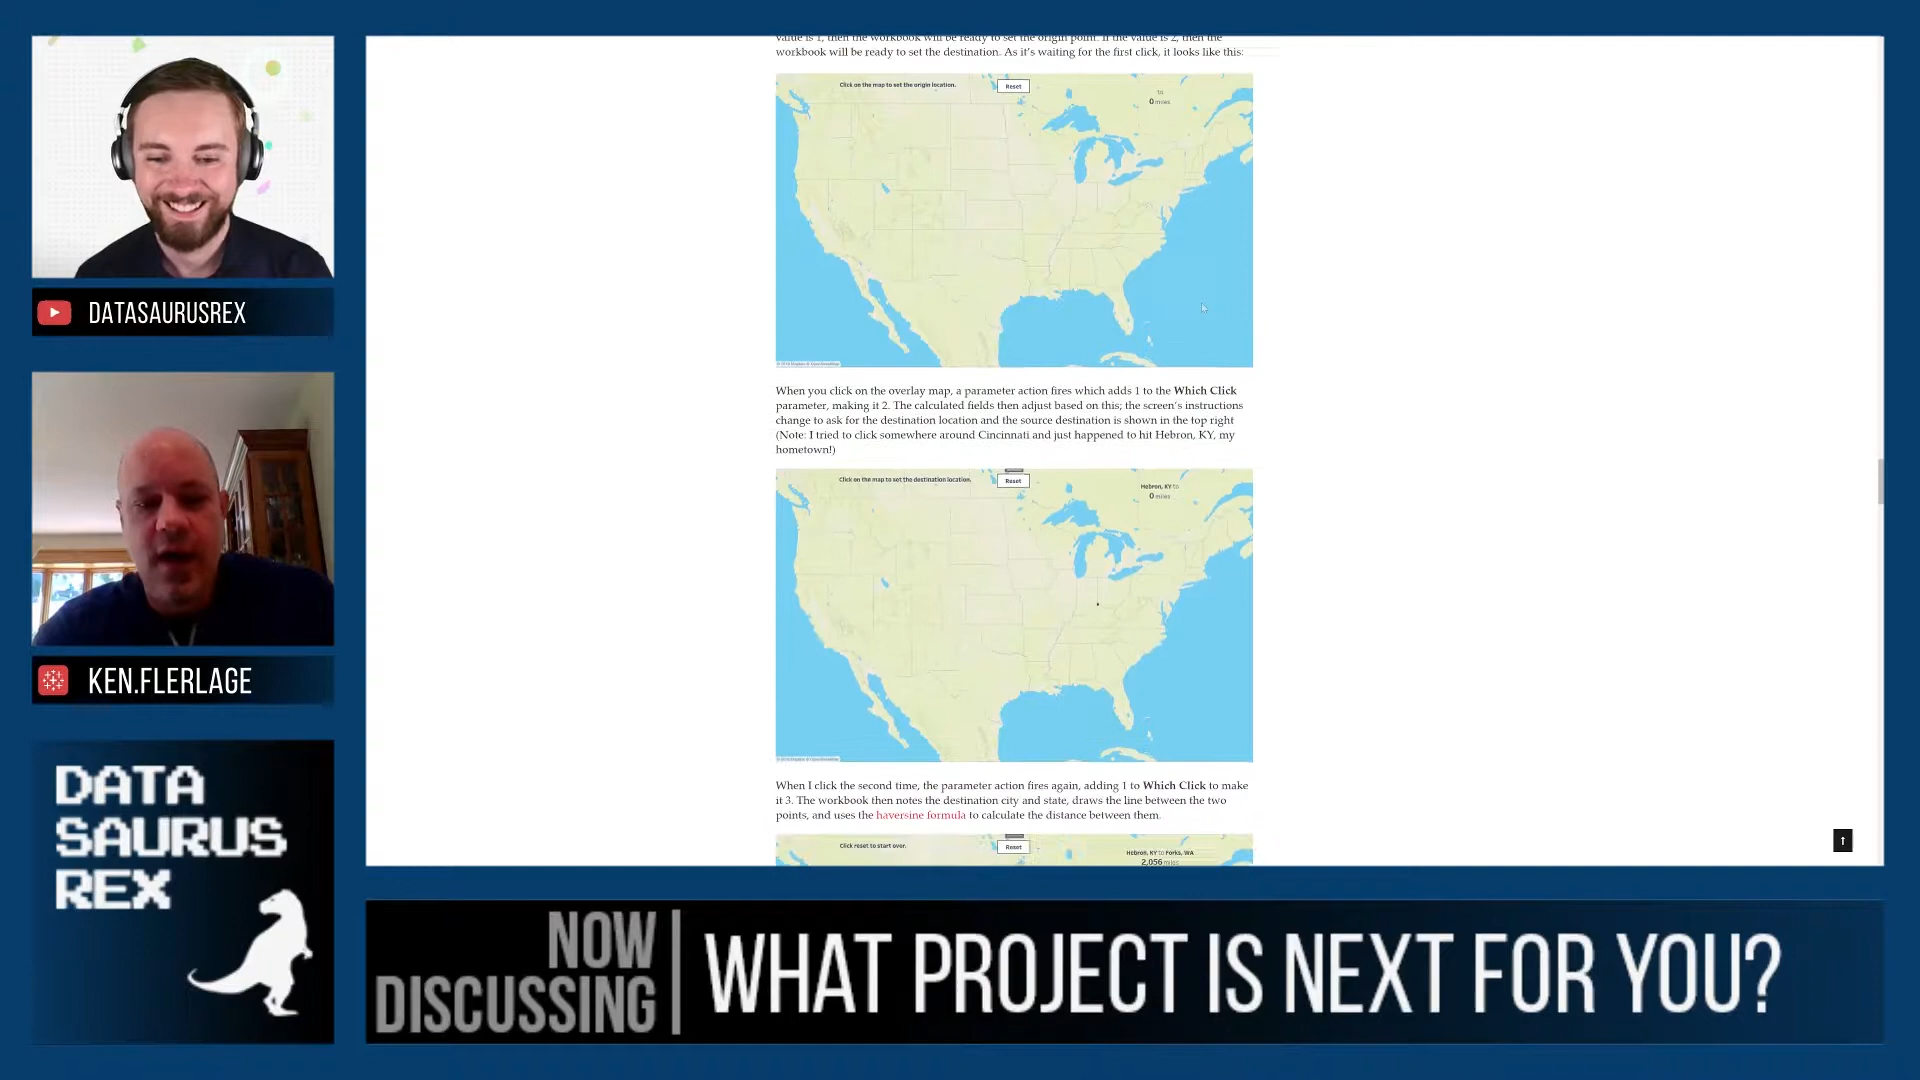 DATASAURUSREX
KEN.FLERLAGE
DATA
SAURUS
REX
value is 1, then the workbook will be ready to set the origin point. If the value is 2, then the
workbook will be ready to set the destination. As it's waiting for the first click, it looks like this:
Click on the map to set the origin location.
Reset
to
0 miles
When you click on the overlay map, a parameter action fires which adds 1 to the Which Click
parameter, making it 2. The calculated fields then adjust based on this; the screen's instructions
change to ask for the destination location and the source destination is shown in the top right
(Note: I tried to click somewhere around Cincinnati and just happened to hit Hebron, KY, my
hometown!)
Click on the map to set the destination location.
Reset
Hebron, KY to
0 miles
When I click the second time, the parameter action fires again, adding 1 to Which Click to make
it 3. The workbook then notes the destination city and state, draws the line between the two
points, and uses the haversine formula to calculate the distance between them.
Click reset to start over.
Reset
Hebron, KY to Forks, WA
2,056 miles
NOW
DISCUSSING
WHAT PROJECT IS NEXT FOR YOU?